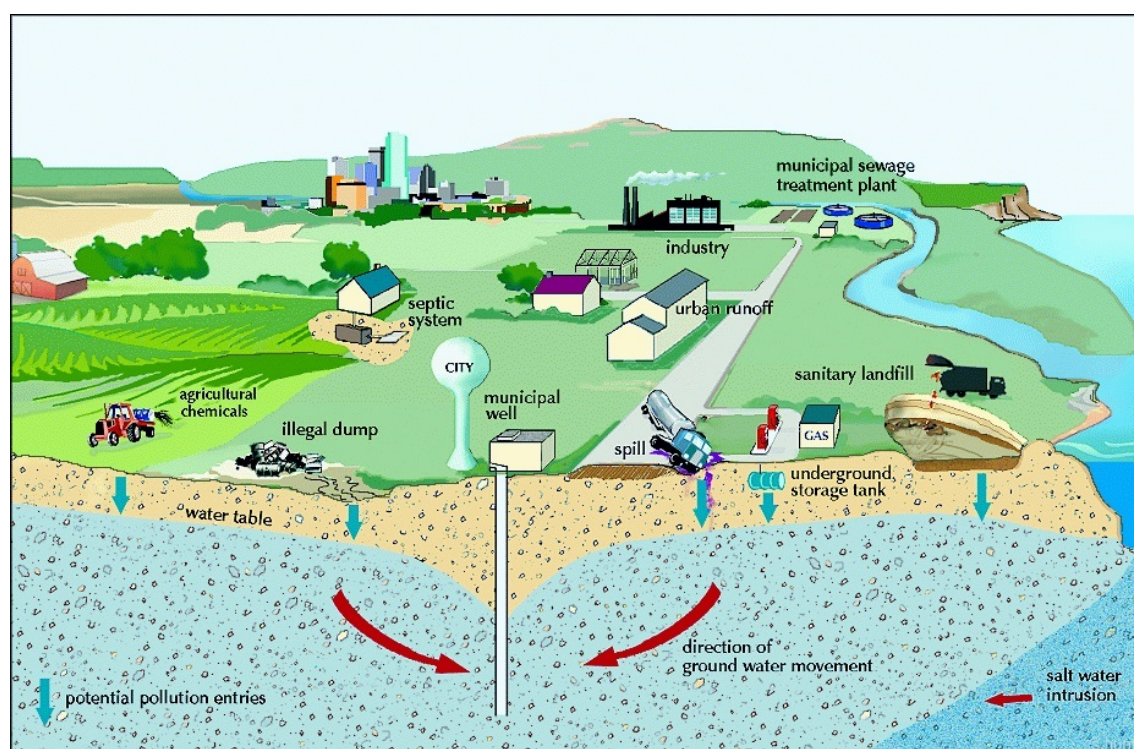 municipal sewage
treatment plant
industry
septic
system
urban runoff
CITY
sanitary landfill
agricultural
chemicals
municipal
well
illegal dump
GAS
spill
underground
storage tank
water table
direction of
ground water movement
salt water
intrusion
potential pollution entries